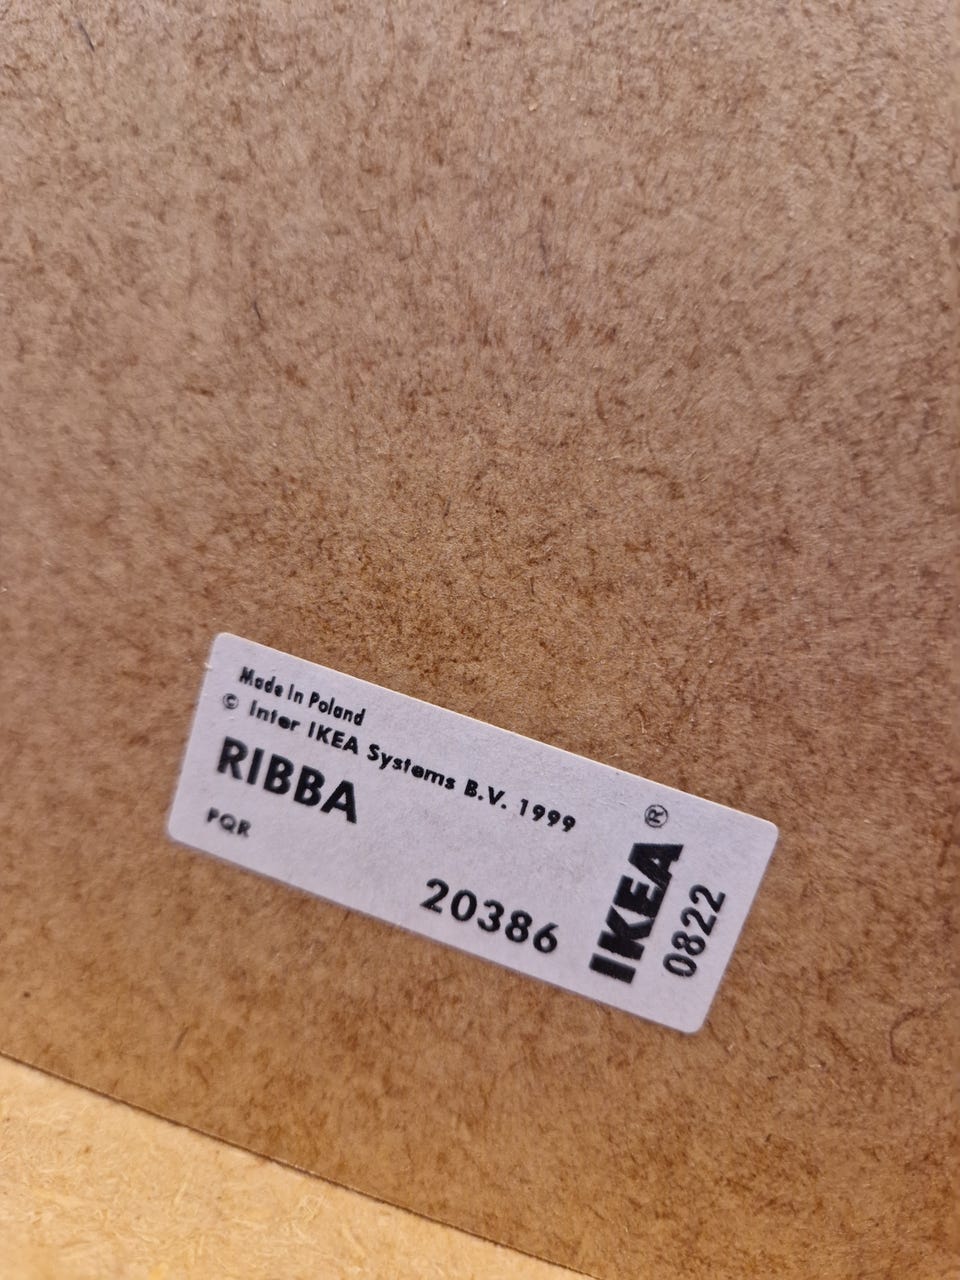 Made in Poland
© Inter IKEA Systems B.V. 1999
RIBBA
PQR
20386
IKEA®
0822